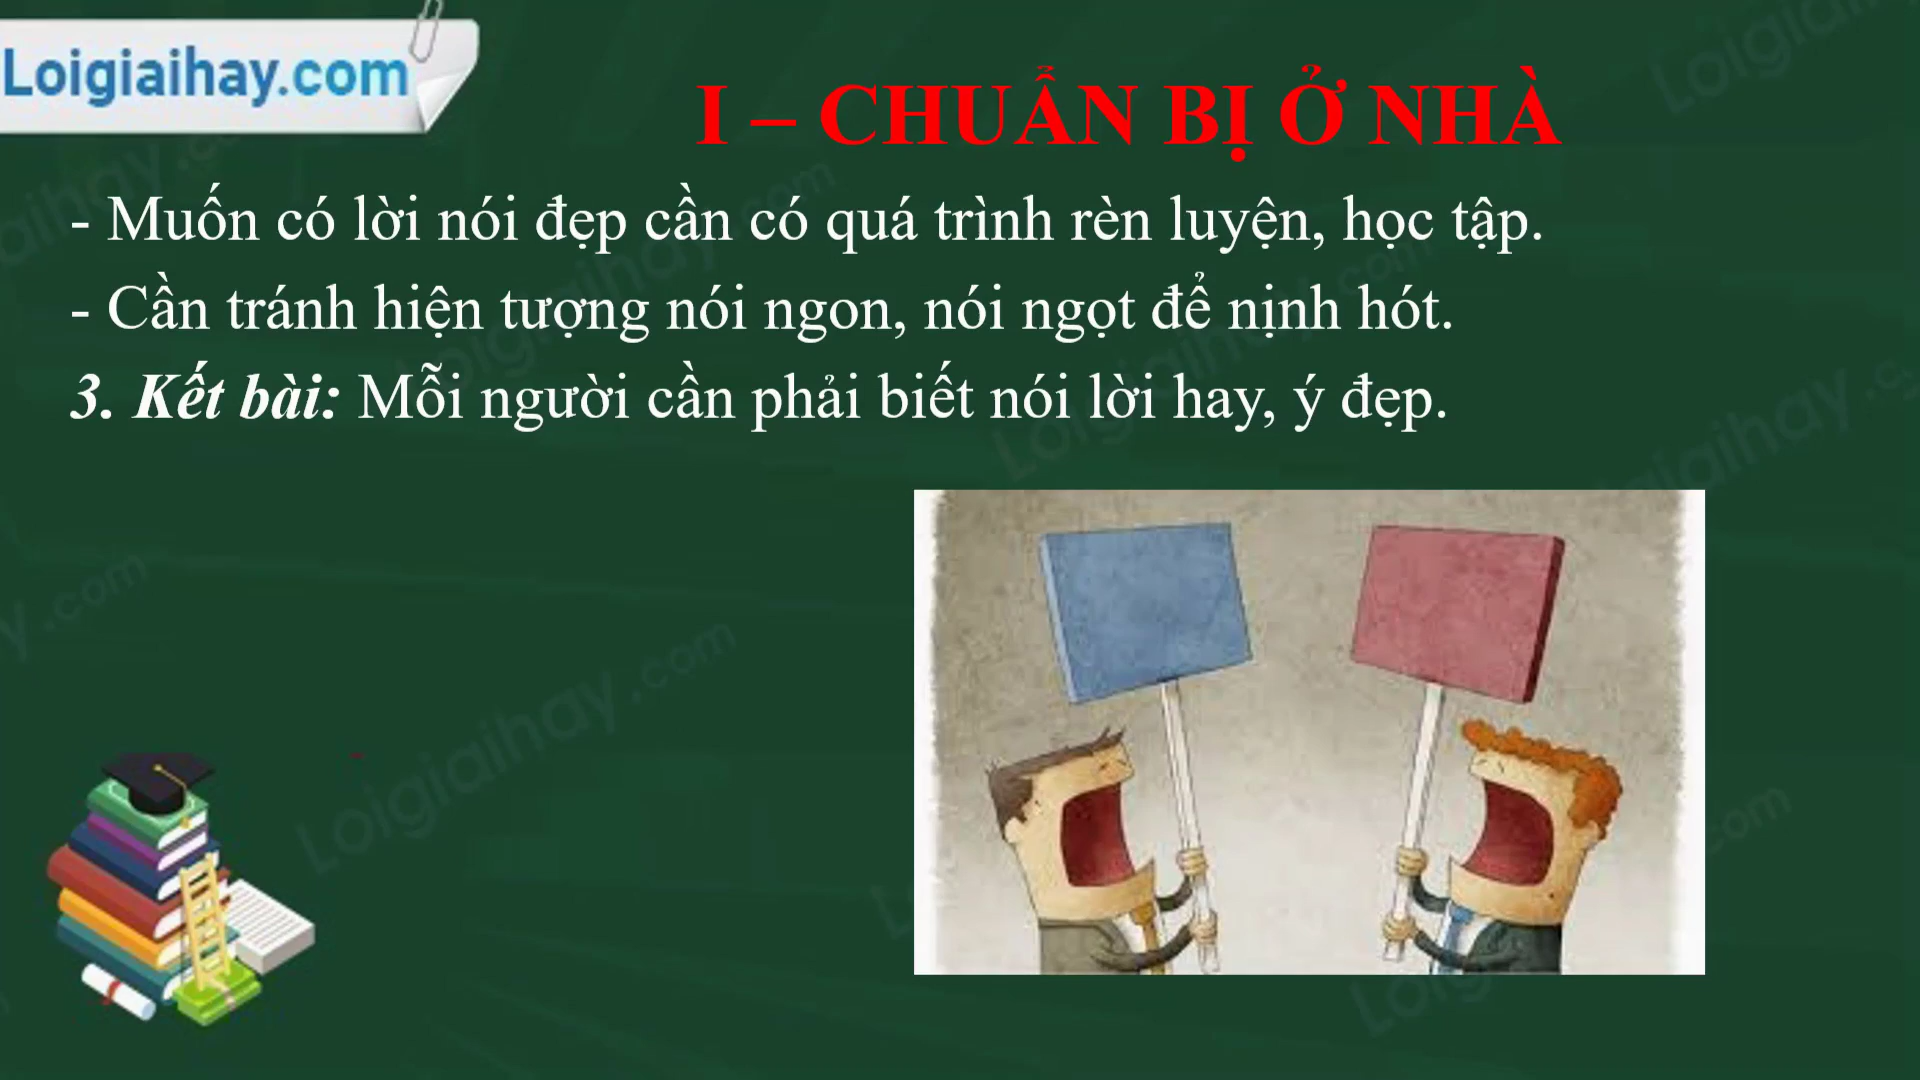 Loigiaihay.com
I – CHUẨN BỊ Ở NHÀ
- Muốn có lời nói đẹp cần có quá trình rèn luyện, học tập.
- Cần tránh hiện tượng nói ngon, nói ngọt để nịnh hót.
3. Kết bài: Mỗi người cần phải biết nói lời hay, ý đẹp.